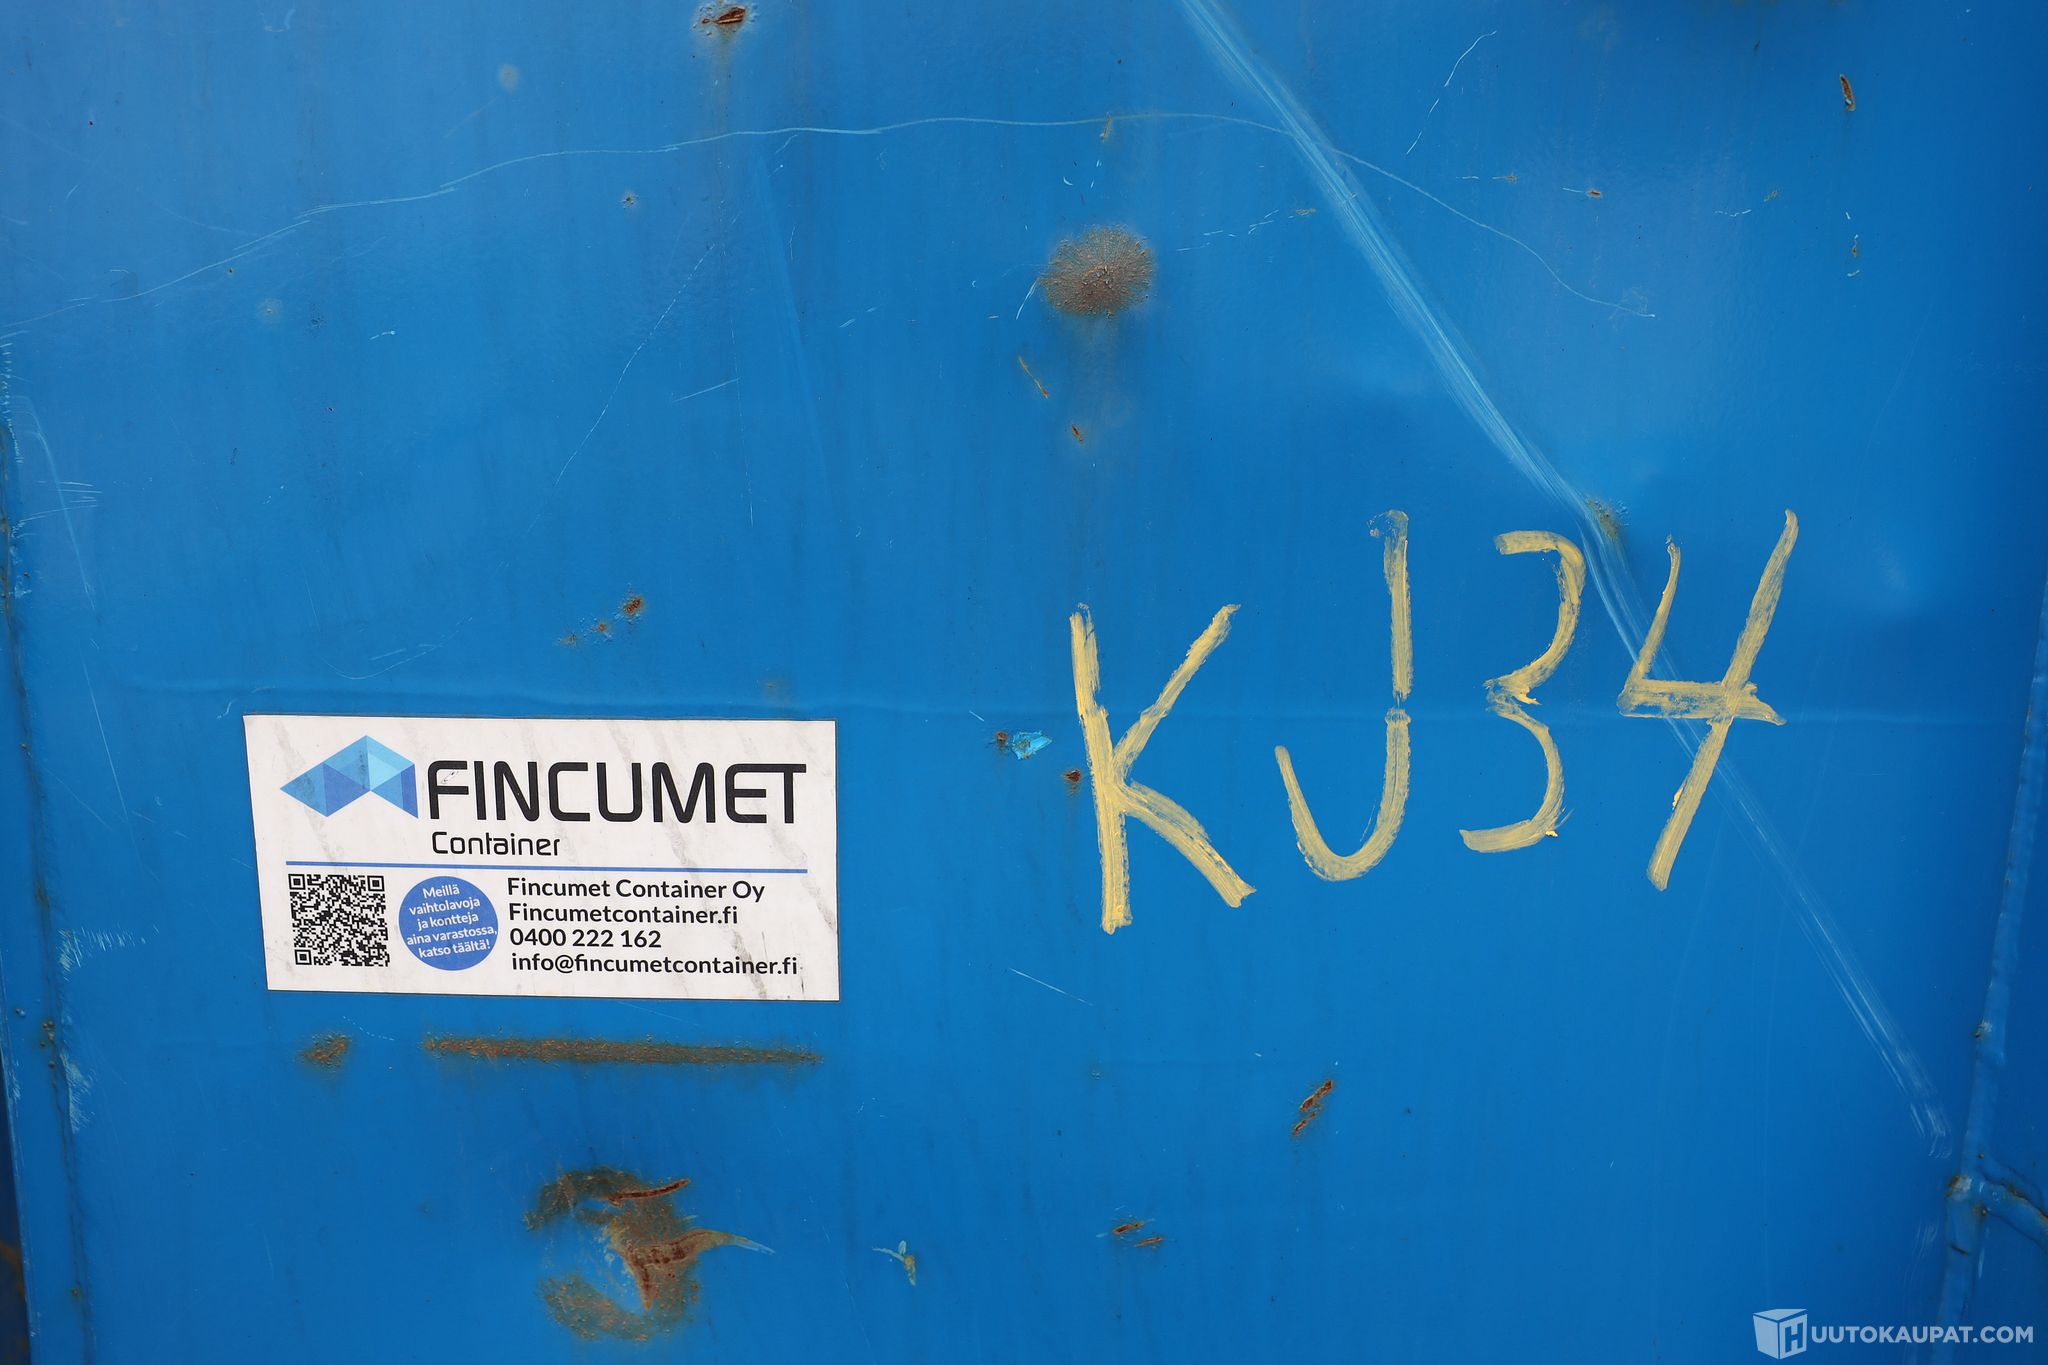 FINCUMET
Container
Meillä
vaihtolavoja
ja kontteja
aina varastossa,
katso täältä!
Fincumet Container Oy
Fincumetcontainer.fi
0400 222 162
info@fincumetcontainer.fi
KJ34
HUUTOKAUPAT.COM